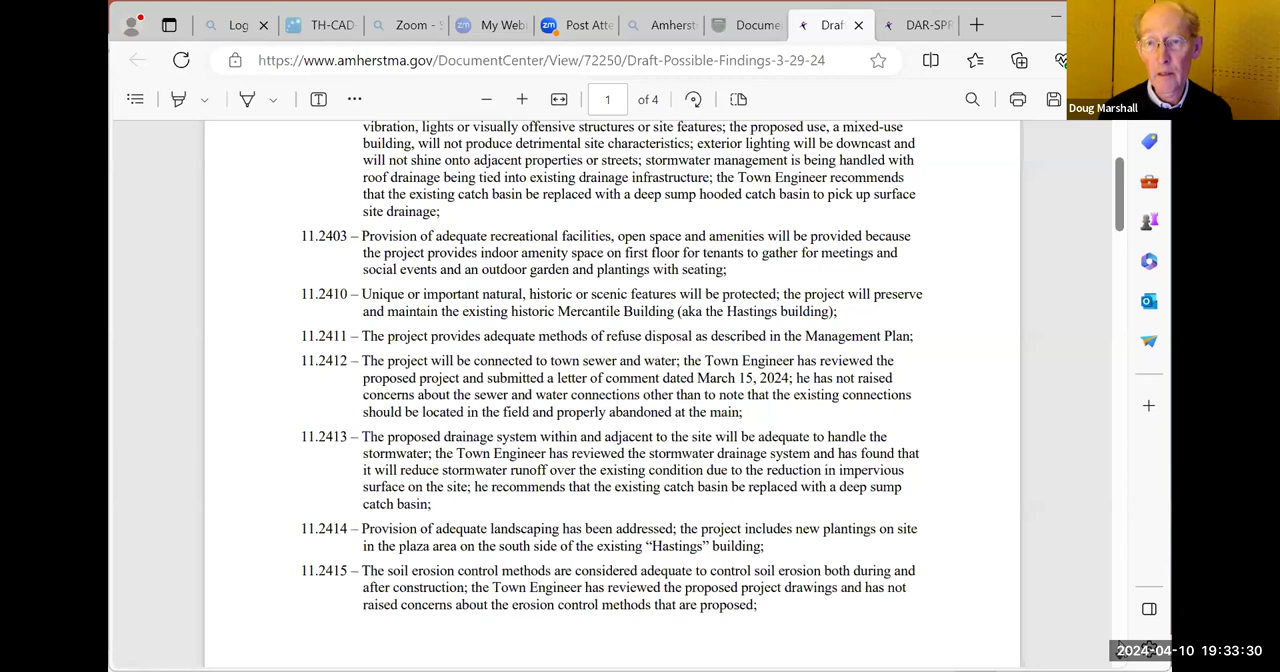 Log
TH-CAD
Zoom - S
My Webi
Post Atte
Amherst
Docume
Draf
DAR-SPR
https://www.amherstma.gov/DocumentCenter/View/72250/Draft-Possible-Findings-3-29-24
1 of 4
Doug Marshall
vibration, lights or visually offensive structures or site features; the proposed use, a mixed-use
building, will not produce detrimental site characteristics; exterior lighting will be downcast and
will not shine onto adjacent properties or streets; stormwater management is being handled with
roof drainage being tied into existing drainage infrastructure; the Town Engineer recommends
that the existing catch basin be replaced with a deep sump hooded catch basin to pick up surface
site drainage;
11.2403 – Provision of adequate recreational facilities, open space and amenities will be provided because
the project provides indoor amenity space on first floor for tenants to gather for meetings and
social events and an outdoor garden and plantings with seating;
11.2410 – Unique or important natural, historic or scenic features will be protected; the project will preserve
and maintain the existing historic Mercantile Building (aka the Hastings building);
11.2411 – The project provides adequate methods of refuse disposal as described in the Management Plan;
11.2412 – The project will be connected to town sewer and water; the Town Engineer has reviewed the
proposed project and submitted a letter of comment dated March 15, 2024; he has not raised
concerns about the sewer and water connections other than to note that the existing connections
should be located in the field and properly abandoned at the main;
11.2413 – The proposed drainage system within and adjacent to the site will be adequate to handle the
stormwater; the Town Engineer has reviewed the stormwater drainage system and has found that
it will reduce stormwater runoff over the existing condition due to the reduction in impervious
surface on the site; he recommends that the existing catch basin be replaced with a deep sump
catch basin;
11.2414 – Provision of adequate landscaping has been addressed; the project includes new plantings on site
in the plaza area on the south side of the existing “Hastings” building;
11.2415 – The soil erosion control methods are considered adequate to control soil erosion both during and
after construction; the Town Engineer has reviewed the proposed project drawings and has not
raised concerns about the erosion control methods that are proposed;
2024-04-10 19:33:30